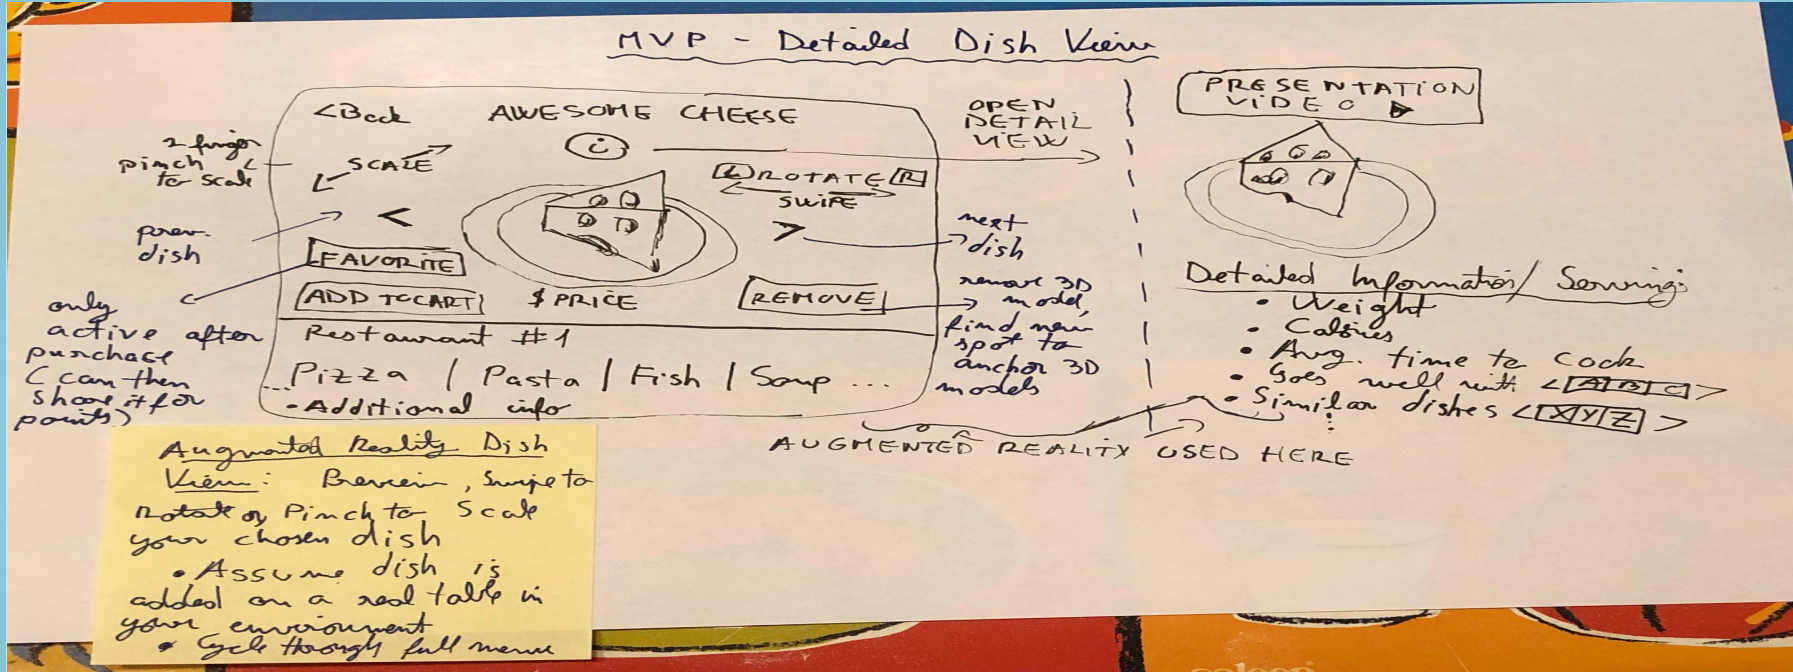 MVP - Detailed Dish View
<Back
AWESOME CHEESE
i
2 finger
pinch
to scale
SCALE
L ROTATE R
SWIPE
OPEN
DETAIL
VIEW
<
>
prev.
dish
next
dish
FAVORITE
ADD TO CART
$ PRICE
REMOVE
only
active after
purchase
(can then
share it for
points)
remove 3D
model,
find new
spot to
anchor 3D
models
Restaurant #1
... Pizza / Pasta / Fish / Soup ...
• Additional info
PRESENTATION
VIDEO
Detailed Information/Serving:
• Weight
• Calories
• Avg. time to cook
• Goes well with <A|B|C>
• Similar dishes <X|Y|Z>
AUGMENTED REALITY USED HERE
Augmented Reality Dish
View: Preview, Swipe to
rotate or Pinch to Scale
your chosen dish
• Assume dish is
added on a real table in
your environment
• Cycle through full menu